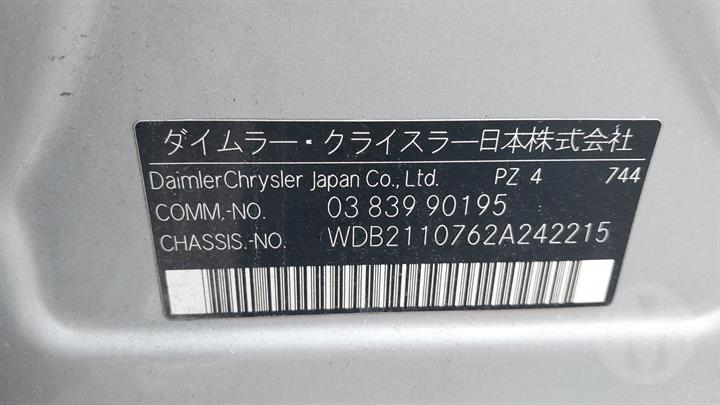 ダイムラー・クライスラー日本株式会社
DaimlerChrysler Japan Co., Ltd. PZ 4 744
COMM.-NO. 03 839 90195
CHASSIS.-NO. WDB2110762A242215